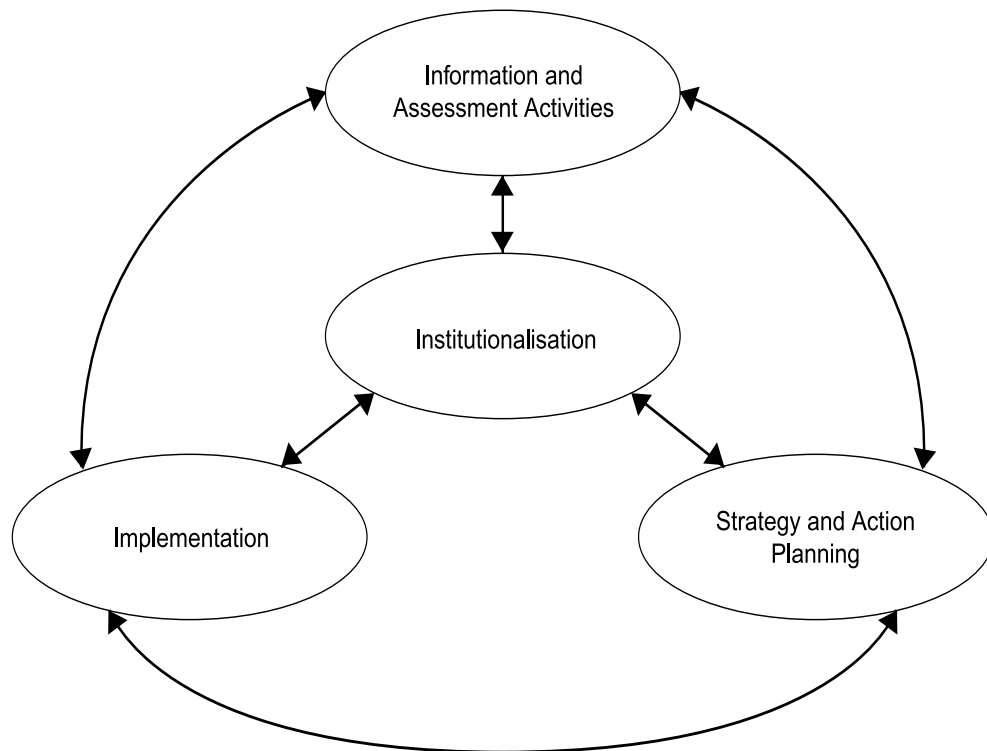 Information and
Assessment Activities
Institutionalisation
Implementation
Strategy and Action
Planning